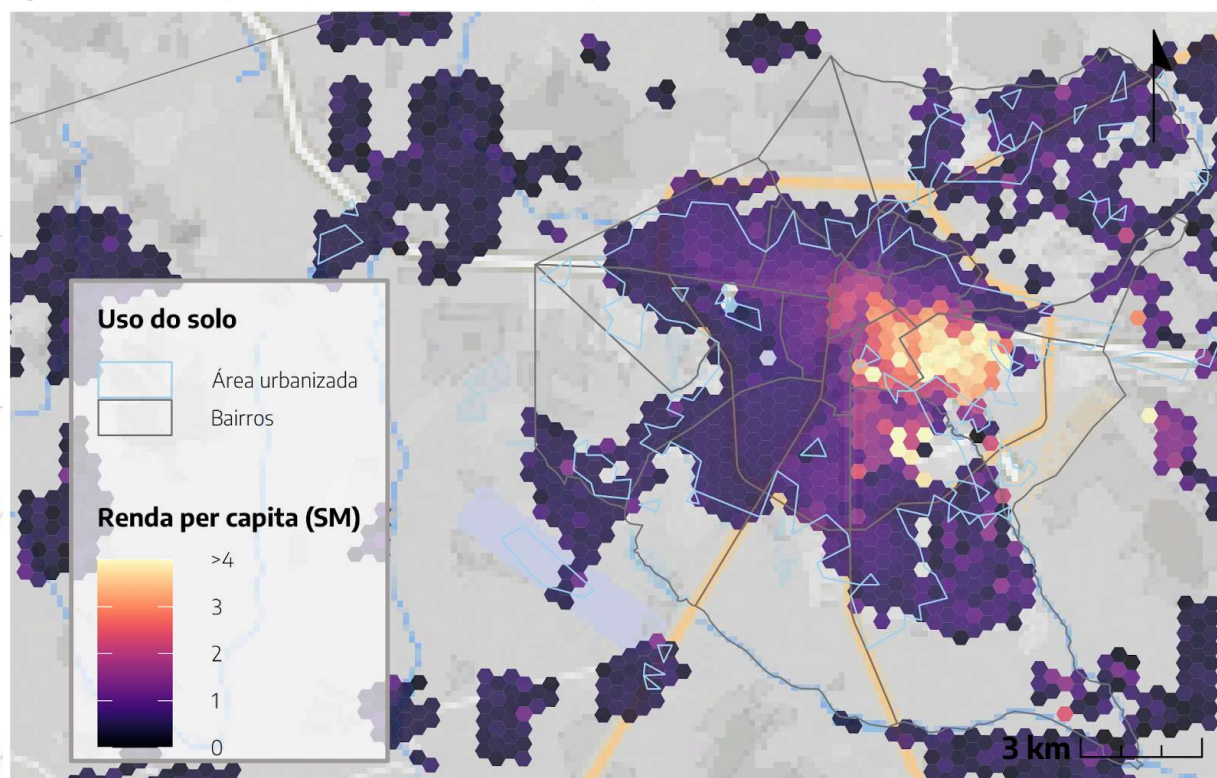 Uso do solo
Área urbanizada
Bairros
Renda per capita (SM)
>4
3
2
1
0
3 km